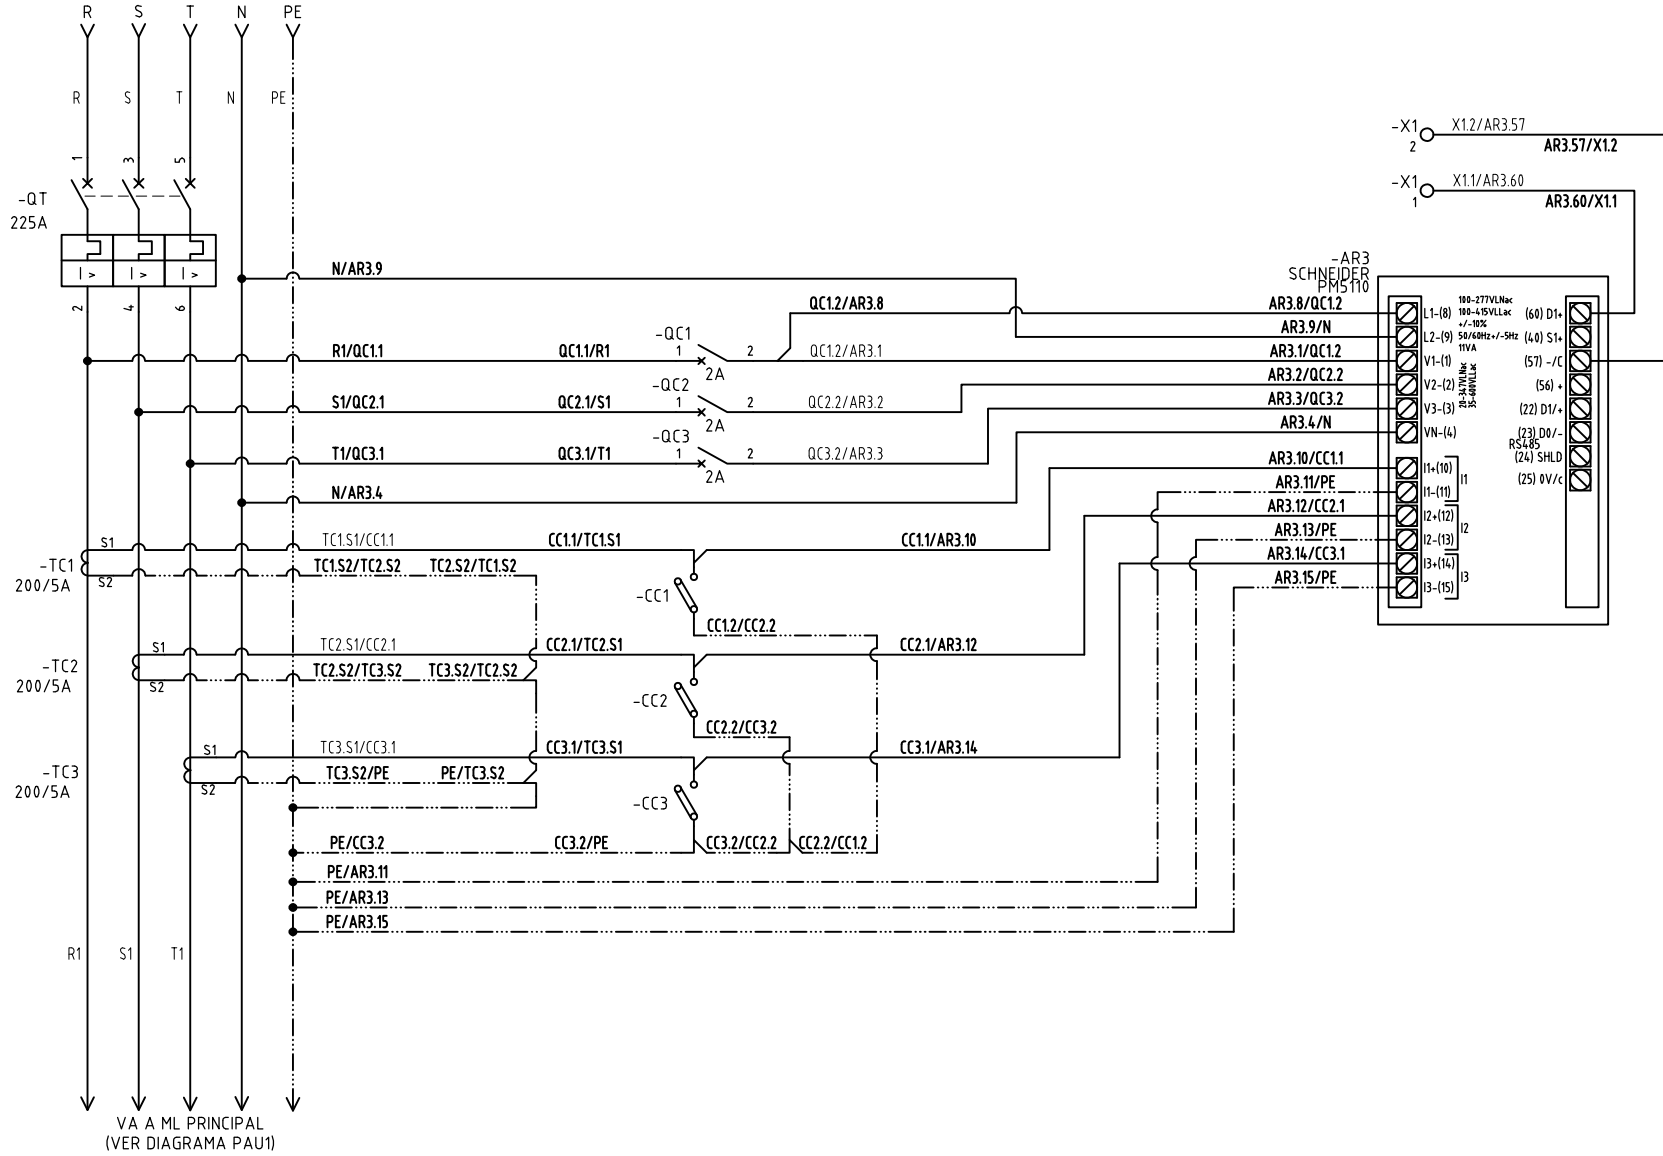 R S T N PE
R S T N PE
1 3 5
-QT
225A
I > I > I >
2 4 6
-X1 X1.2/AR3.57
2 AR3.57/X1.2
-X1 X1.1/AR3.60
1 AR3.60/X1.1
-AR3
SCHNEIDER
PM5110
N/AR3.9
QC1.2/AR3.8 AR3.8/QC1.2
AR3.9/N
-QC1
R1/QC1.1 QC1.1/R1 1 2 QC1.2/AR3.1 AR3.1/QC1.2
2A
-QC2
AR3.2/QC2.2
S1/QC2.1 QC2.1/S1 1 2 QC2.2/AR3.2
2A
AR3.3/QC3.2
-QC3
AR3.4/N
T1/QC3.1 QC3.1/T1 1 2 QC3.2/AR3.3
2A
N/AR3.4
AR3.10/CC1.1
AR3.11/PE
AR3.12/CC2.1
AR3.13/PE
AR3.14/CC3.1
AR3.15/PE
L1-(8)
L2-(9)
V1-(1)
V2-(2)
V3-(3)
VN-(4)
I1+(10)
I1-(11)
I1
I2+(12)
I2-(13)
I2
I3+(14)
I3-(15)
I3
100-277VLNac
100-415VLLac
+/-10%
50/60Hz+/-5Hz
11VA
20-347VLNac
35-600VLLac
(60) D1+
(40) S1+
(57) -/C
(56) +
(22) D1/+
(23) D0/-
RS485
(24) SHLD
(25) 0V/c
-TC1
200/5A
S1 TC1.S1/CC1.1 CC1.1/TC1.S1 CC1.1/AR3.10
S2 TC1.S2/TC2.S2 TC2.S2/TC1.S2
-CC1
CC1.2/CC2.2
-TC2
200/5A
S1 TC2.S1/CC2.1 CC2.1/TC2.S1 CC2.1/AR3.12
S2 TC2.S2/TC3.S2 TC3.S2/TC2.S2
-CC2
CC2.2/CC3.2
-TC3
200/5A
S1 TC3.S1/CC3.1 CC3.1/TC3.S1 CC3.1/AR3.14
S2 TC3.S2/PE PE/TC3.S2
-CC3
PE/CC3.2 CC3.2/PE CC3.2/CC2.2 CC2.2/CC1.2
PE/AR3.11
PE/AR3.13
PE/AR3.15
R1 S1 T1
VA A ML PRINCIPAL
(VER DIAGRAMA PAU1)